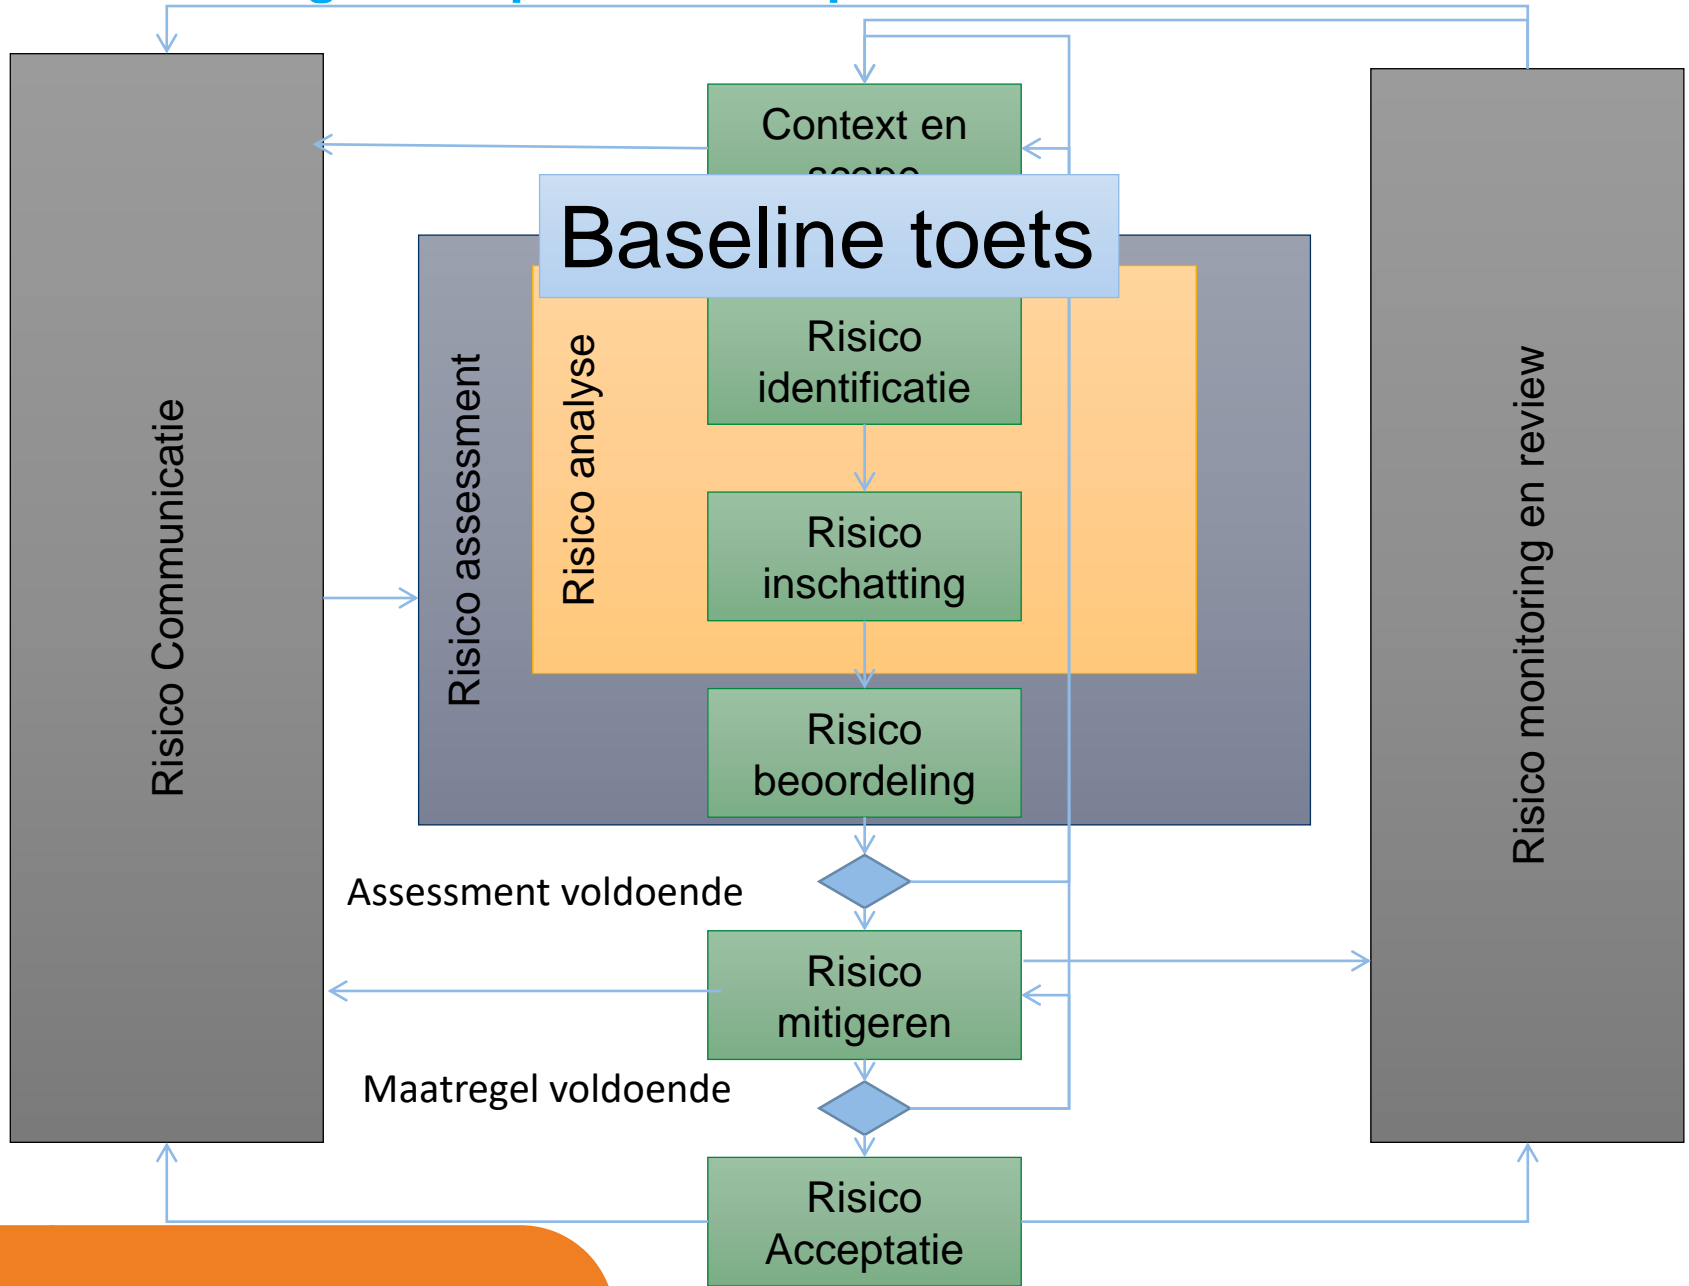 Context en
scope
Baseline toets
Risico
identificatie
Risico
inschatting
Risico
beoordeling
Risico analyse
Risico assessment
Risico Communicatie
Risico monitoring en review
Assessment voldoende
Risico
mitigeren
Maatregel voldoende
Risico
Acceptatie